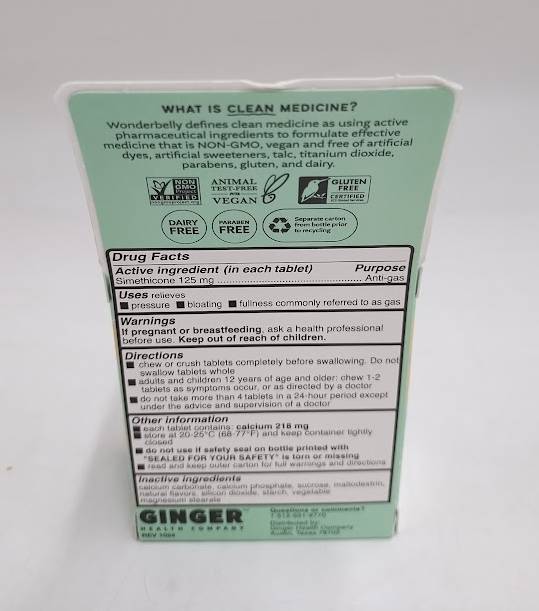 WHAT IS CLEAN MEDICINE?
Wonderbelly defines clean medicine as using active
pharmaceutical ingredients to formulate effective
medicine that is NON-GMO, vegan and free of artificial
dyes, artificial sweeteners, talc, titanium dioxide,
parabens, gluten, and dairy.
NON
GMO
Project
VERIFIED
ANIMAL
TEST-FREE
VEGAN
GLUTEN
FREE
CERTIFIED
DAIRY
FREE
PARABEN
FREE
Separate carton
from bottle prior
to recycling
Drug Facts
Active ingredient (in each tablet) Purpose
Simethicone 125 mg ........................................ Anti-gas
Uses relieves
■ pressure ■ bloating ■ fullness commonly referred to as gas
Warnings
If pregnant or breastfeeding, ask a health professional
before use. Keep out of reach of children.
Directions
■ chew or crush tablets completely before swallowing. Do not
swallow tablets whole
■ adults and children 12 years of age and older: chew 1-2
tablets as symptoms occur, or as directed by a doctor
■ do not take more than 4 tablets in a 24-hour period except
under the advice and supervision of a doctor
Other information
■ each tablet contains: calcium 218 mg
■ store at 20-25°C (68-77°F) and keep container tightly
closed
■ do not use if safety seal on bottle printed with
"SEALED FOR YOUR SAFETY" is torn or missing
■ read and keep outer carton for full warnings and directions
Inactive ingredients
calcium carbonate, calcium phosphate, sucrose, maltodextrin,
natural flavors, silicon dioxide, starch, vegetable
magnesium stearate
GINGER
HEALTH COMPANY
Questions or comments?
Distributed by:
Ginger Health Company
Austin, Texas